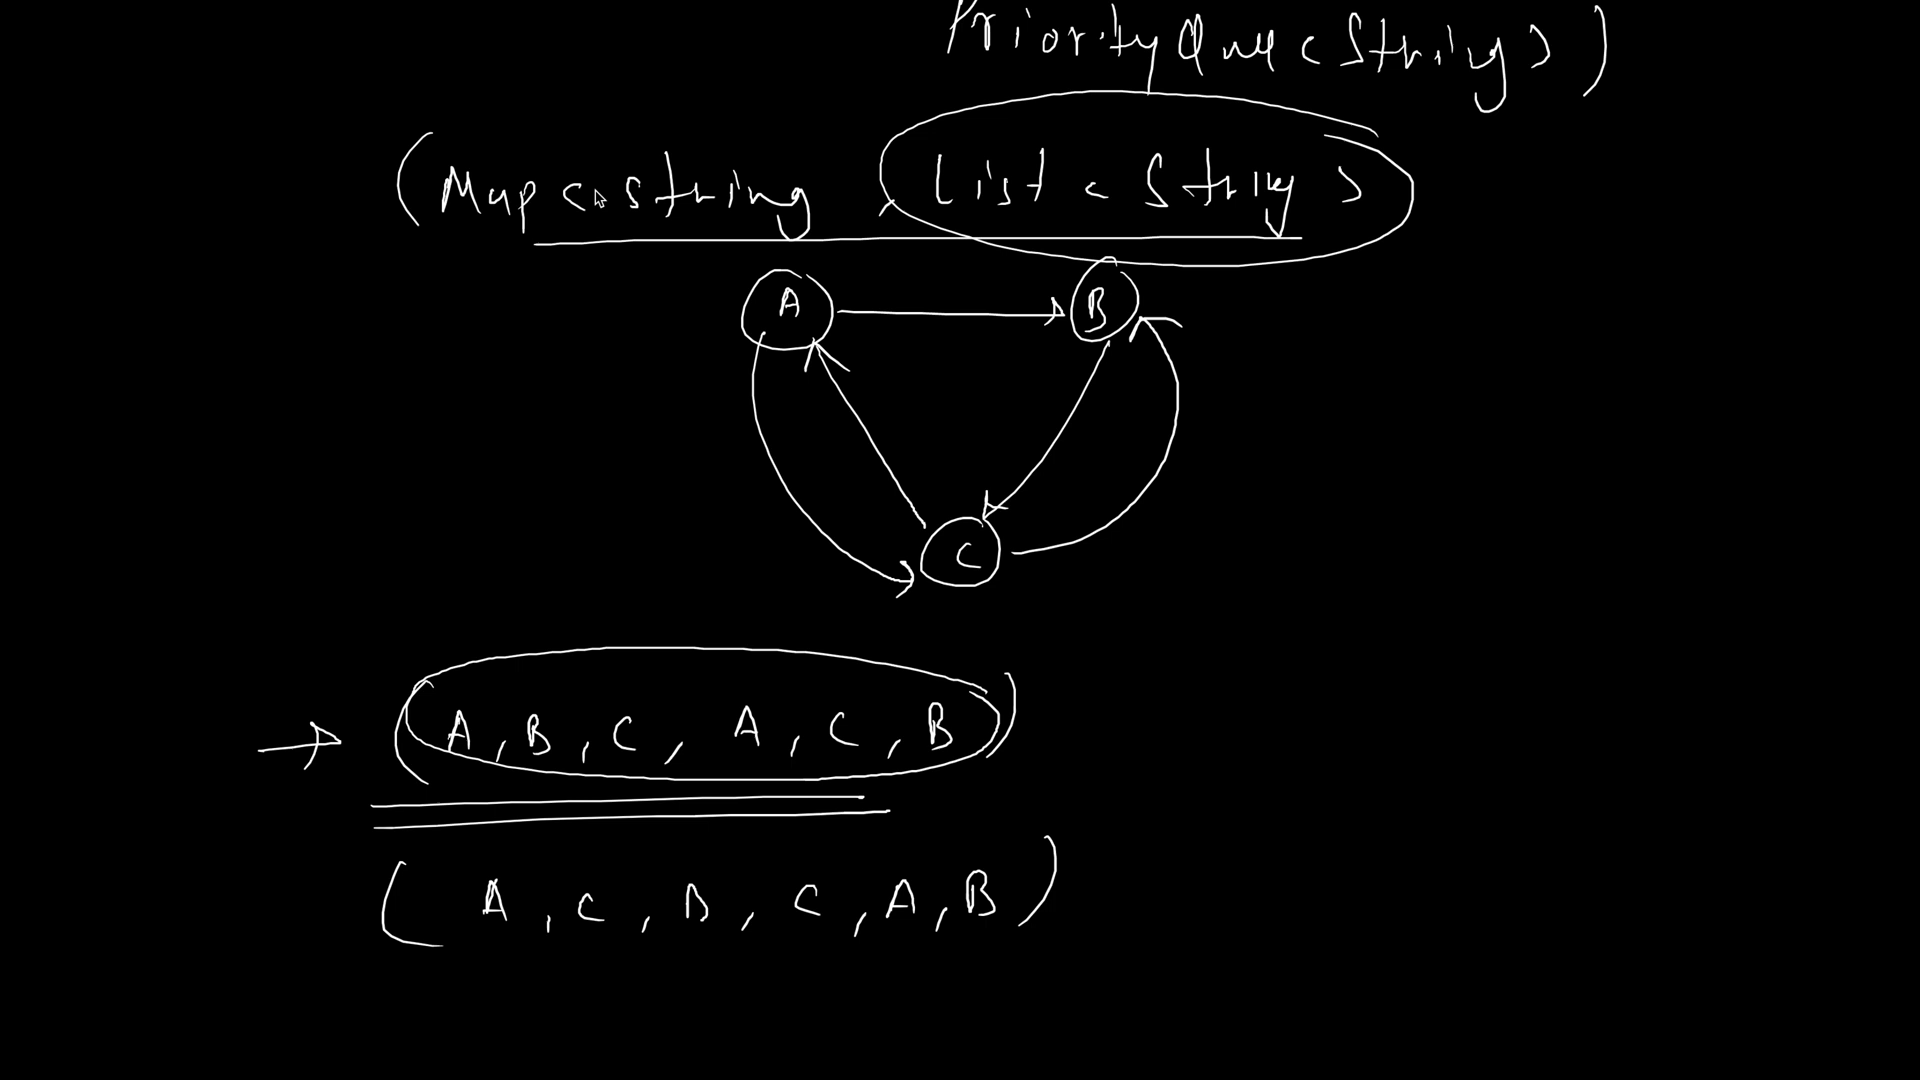 PriorityQueue<String>)
(Map<String, List<String>
A B
C
(A, B, C, A, C, B)
(A, C, B, C, A, B)